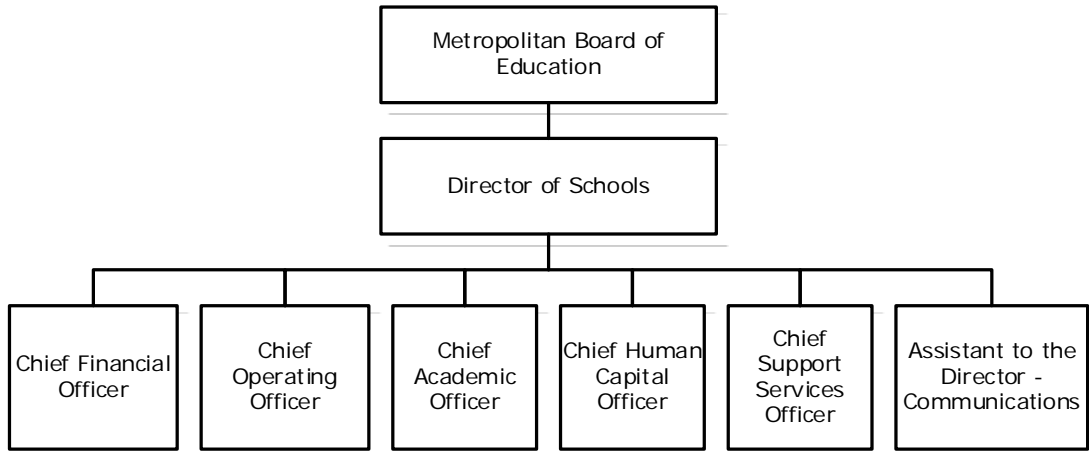 Metropolitan Board of
Education
Director of Schools
Chief Financial
Officer
Chief
Operating
Officer
Chief
Academic
Officer
Chief Human
Capital
Officer
Chief
Support
Services
Officer
Assistant to the
Director -
Communications